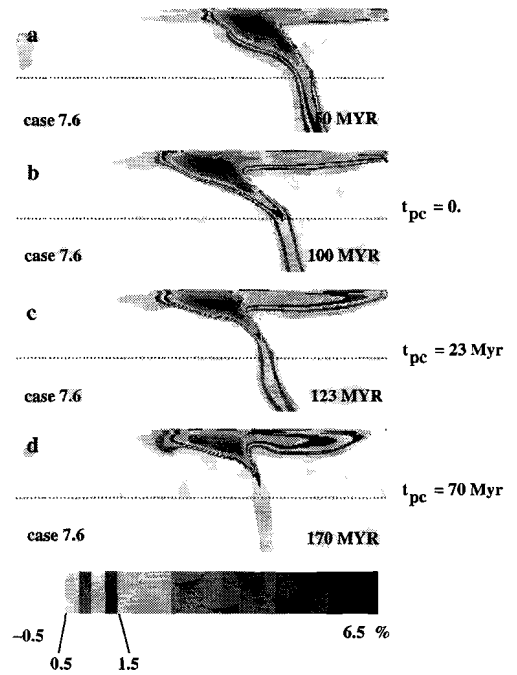 a
case 7.6
MYR
b
t_pc = 0.
case 7.6
100 MYR
c
t_pc = 23 Myr
case 7.6
123 MYR
d
t_pc = 70 Myr
case 7.6
170 MYR
-0.5
6.5 %
0.5
1.5